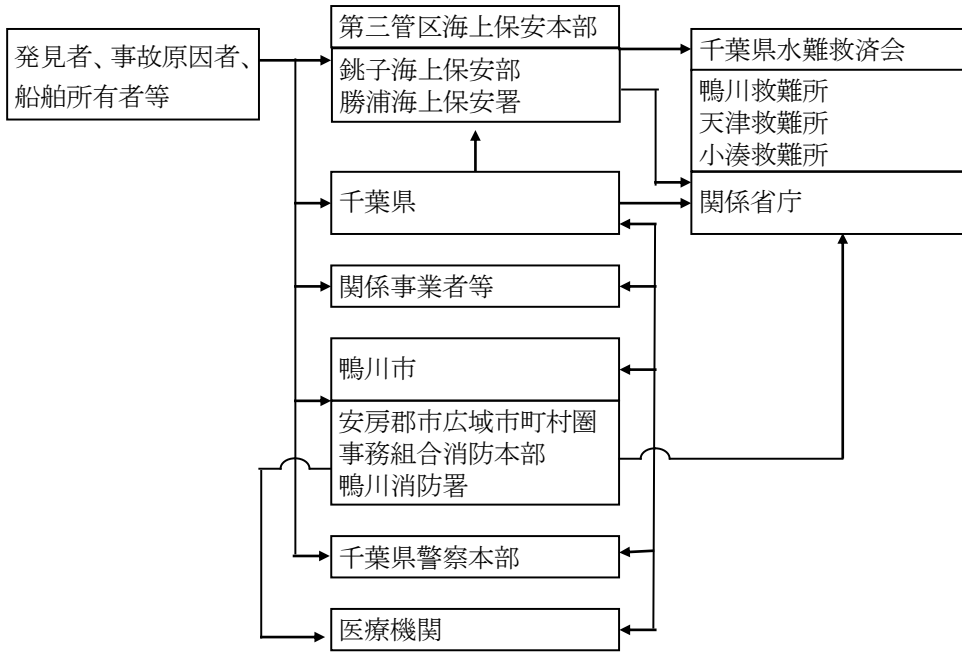 発見者、事故原因者、
船舶所有者等
第三管区海上保安本部
銚子海上保安部
勝浦海上保安署
千葉県水難救済会
鴨川救難所
天津救難所
小湊救難所
千葉県
関係省庁
関係事業者等
鴨川市
安房郡市広域市町村圏
事務組合消防本部
鴨川消防署
千葉県警察本部
医療機関